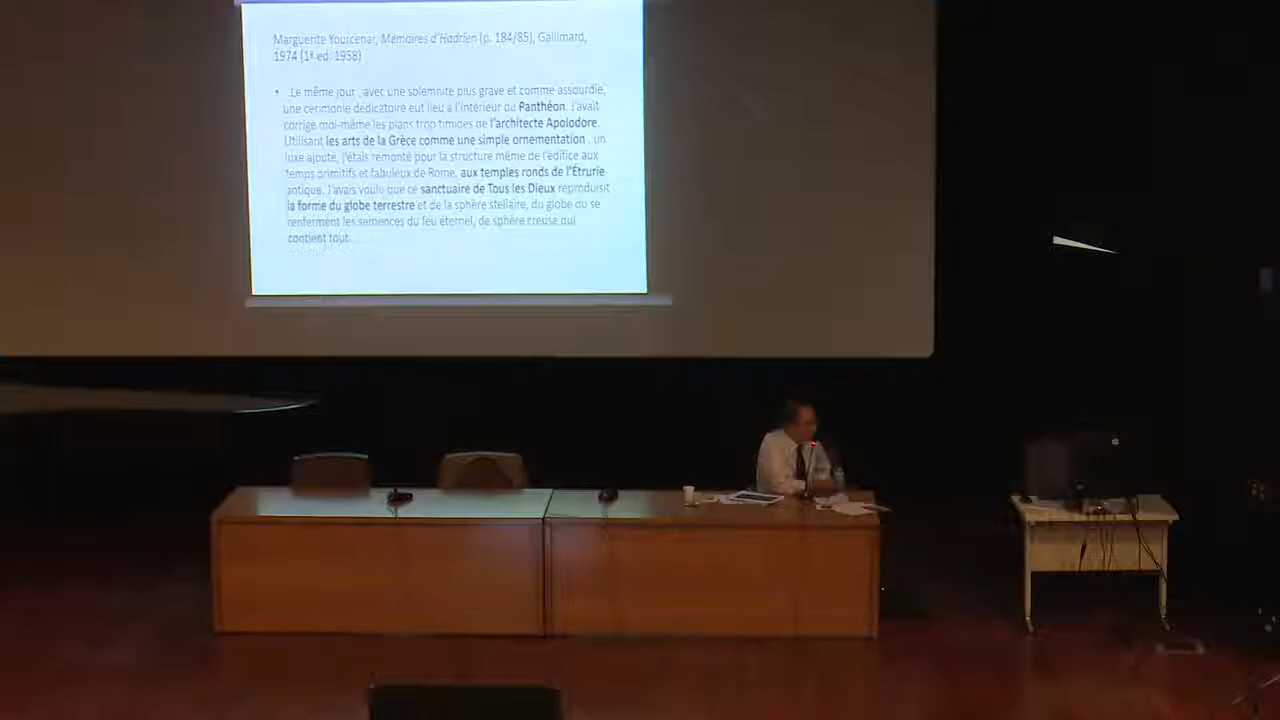 Marguerite Yourcenar, Mémoires d'Hadrien (p. 184/85), Gallimard,
1974 (1ª ed. 1958)
• .Le même jour , avec une solemnité plus grave et comme assourdie,
une cérimonie dédicatoire eut lieu à l'intérieur du Panthéon. J'avait
corrigé moi-même les plans trop timides de l'architecte Apolodore.
Utilisant les arts de la Grèce comme une simple ornementation , un
luxe ajouté, j'étais remonté pour la structure même de l'édifice aux
temps primitifs et fabuleux de Rome, aux temples ronds de l'Étrurie
antique. J'avais voulu que ce sanctuaire de Tous les Dieux reproduisit
la forme du globe terrestre et de la sphère stellaire, du globe ou se
renferment les semences du feu éternel, de sphère creuse qui
contient tout.